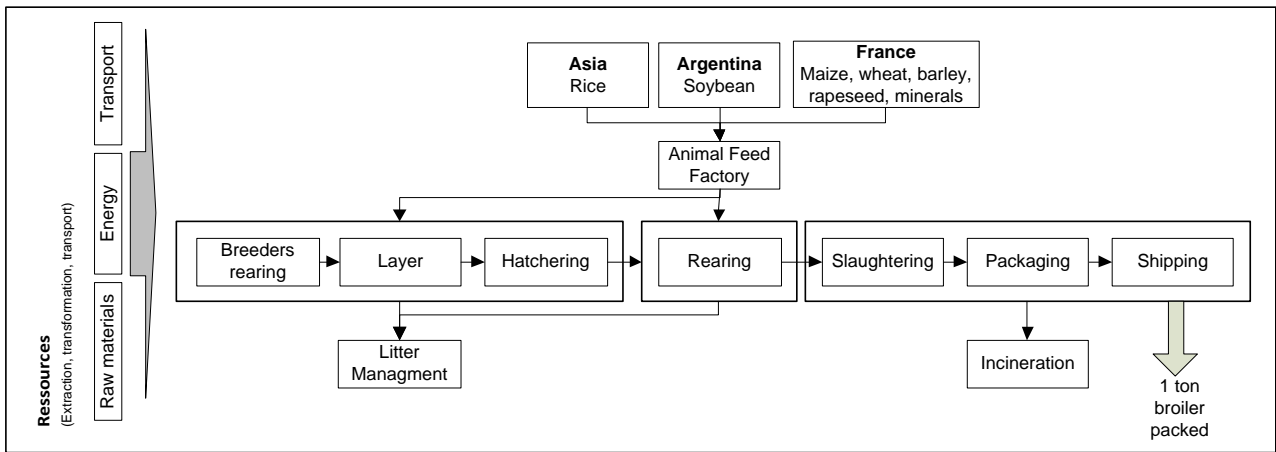 Ressources
(Extraction, transformation, transport)
Transport
Energy
Raw materials
Asia
Rice
Argentina
Soybean
France
Maize, wheat, barley,
rapeseed, minerals
Animal Feed
Factory
Breeders
rearing
Layer
Hatchering
Rearing
Slaughtering
Packaging
Shipping
Litter
Managment
Incineration
1 ton
broiler
packed